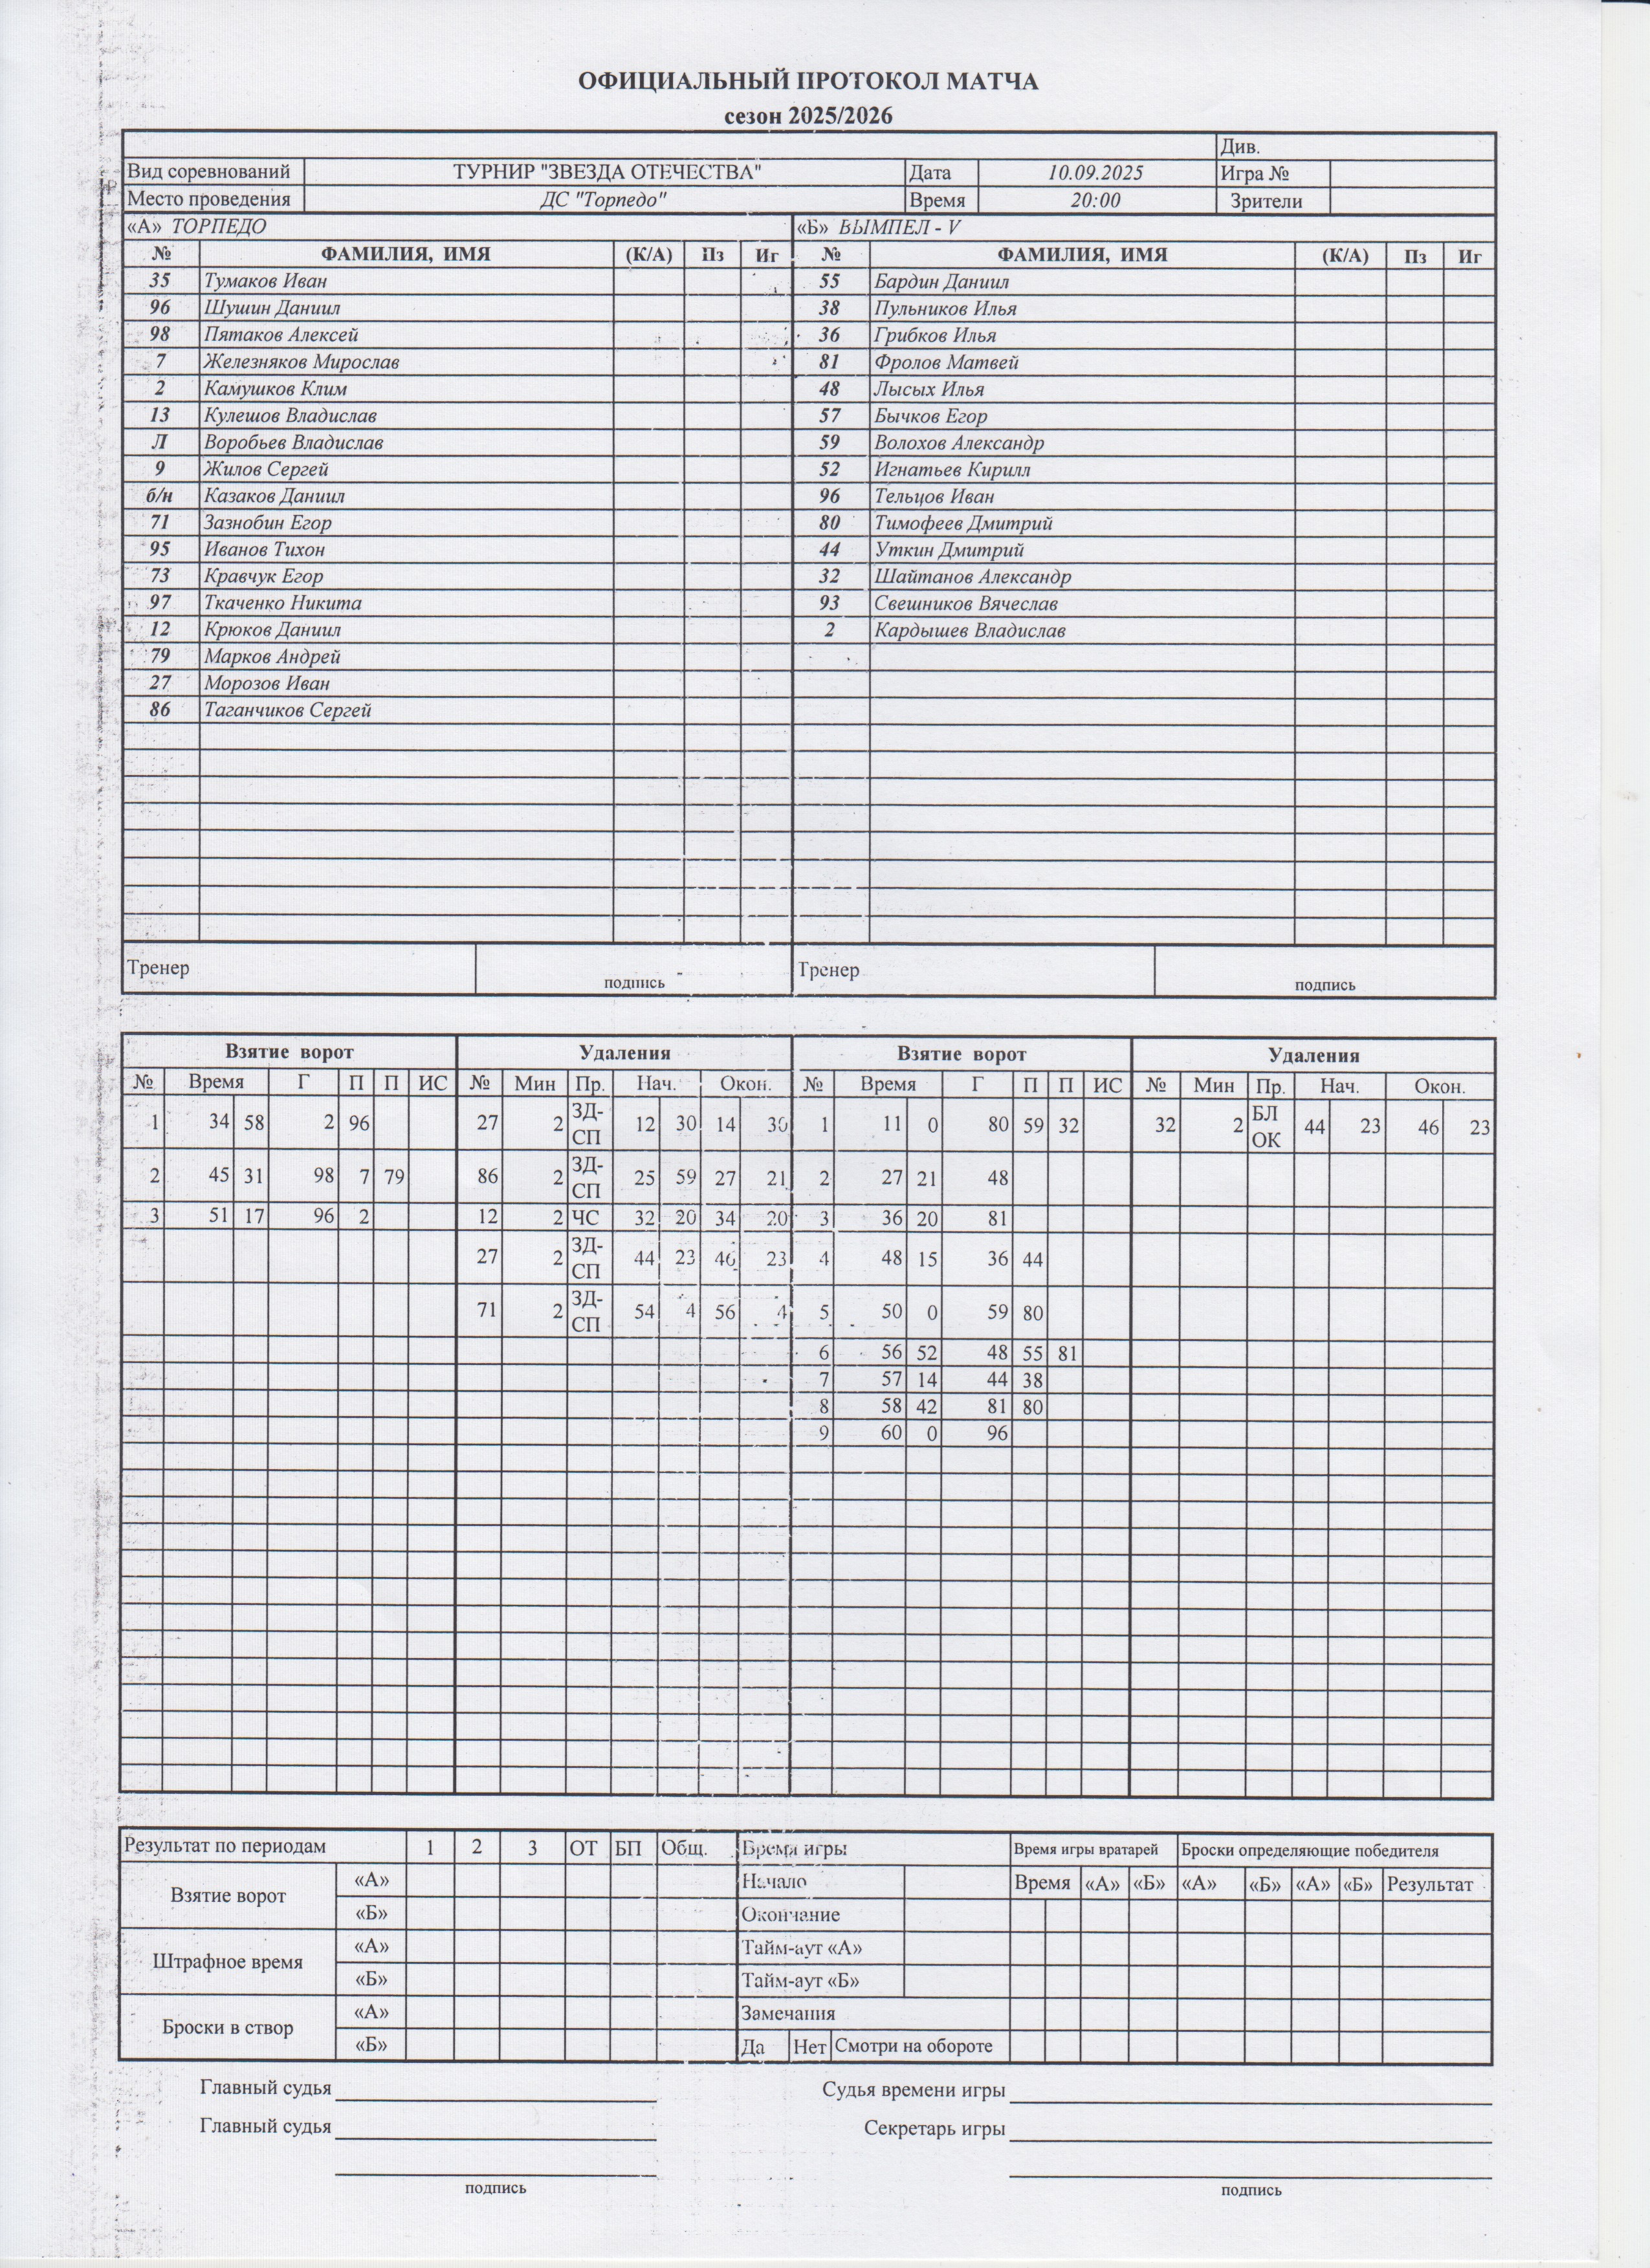 ОФИЦИАЛЬНЫЙ ПРОТОКОЛ МАТЧА
сезон 2025/2026
Див.
Вид соревнований ТУРНИР "ЗВЕЗДА ОТЕЧЕСТВА" Дата 10.09.2025 Игра №
Место проведения ДС "Торпедо" Время 20:00 Зрители
«А» ТОРПЕДО «Б» ВЫМПЕЛ - V
№ ФАМИЛИЯ, ИМЯ (К/А) Пз Иг № ФАМИЛИЯ, ИМЯ (К/А) Пз Иг
35 Тумаков Иван 55 Бардин Даниил
96 Шушин Даниил 38 Пульников Илья
98 Пятаков Алексей 36 Грибков Илья
7 Железняков Мирослав 81 Фролов Матвей
2 Камушков Клим 48 Лысых Илья
13 Кулешов Владислав 57 Бычков Егор
Л Воробьев Владислав 59 Волохов Александр
9 Жилов Сергей 52 Игнатьев Кирилл
б/н Казаков Даниил 96 Тельцов Иван
71 Зазнобин Егор 80 Тимофеев Дмитрий
95 Иванов Тихон 44 Уткин Дмитрий
73 Кравчук Егор 32 Шайтанов Александр
97 Ткаченко Никита 93 Свешников Вячеслав
12 Крюков Даниил 2 Кардышев Владислав
79 Марков Андрей
27 Морозов Иван
86 Таганчиков Сергей
Тренер подпись Тренер подпись
Взятие ворот Удаления Взятие ворот Удаления
№ Время Г П П ИС № Мин Пр. Нач. Окон. № Время Г П П ИС № Мин Пр. Нач. Окон.
1 34 58 2 96 27 2 ЗД-СП 12 30 14 30 1 11 0 80 59 32 32 2 БЛОК 44 23 46 23
2 45 31 98 7 79 86 2 ЗД-СП 25 59 27 21 2 27 21 48
3 51 17 96 2 12 2 ЧС 32 20 34 20 3 36 20 81
27 2 ЗД-СП 44 23 46 23 4 48 15 36 44
71 2 ЗД-СП 54 4 56 4 5 50 0 59 80
6 56 52 48 55 81
7 57 14 44 38
8 58 42 81 80
9 60 0 96
Результат по периодам 1 2 3 ОТ БП Общ. Время игры Время игры вратарей Броски определяющие победителя
Взятие ворот «А» Начало Время «А» «Б» «А» «Б» «А» «Б» Результат
«Б» Окончание
Штрафное время «А» Тайм-аут «А»
«Б» Тайм-аут «Б»
Броски в створ «А» Замечания
«Б» Да Нет Смотри на обороте
Главный судья Судья времени игры
Главный судья Секретарь игры
подпись подпись